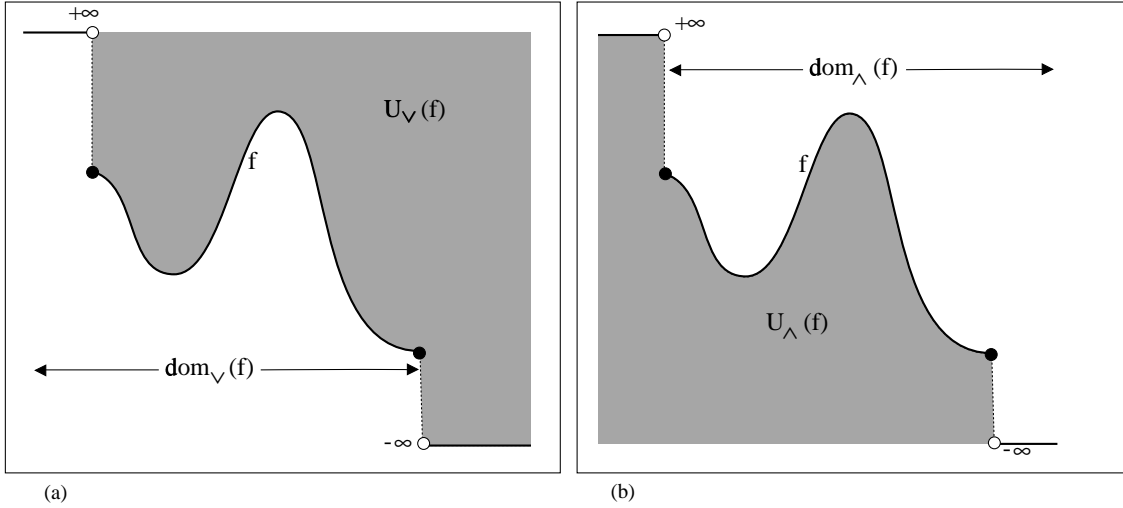 +∞
U∨(f)
f
dom∨(f)
-∞
(a)
+∞
dom∧(f)
f
U∧(f)
-∞
(b)